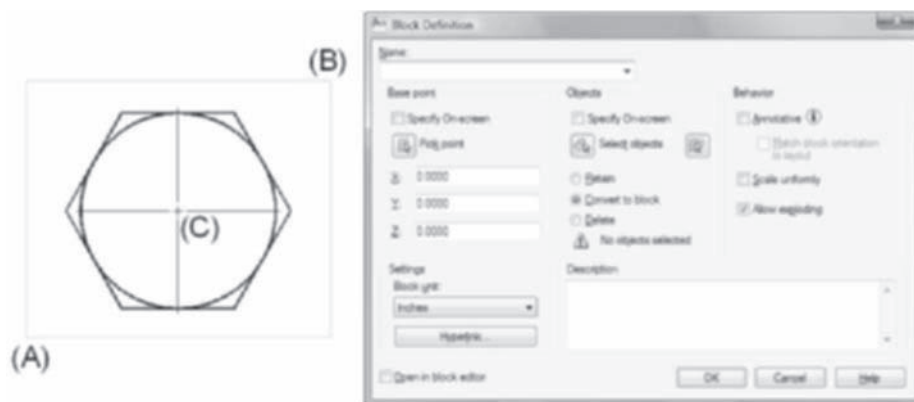 (B)
(C)
(A)
Block Definition
Name:
Base point
Specify On-screen
Pick point
X: 0.0000
Y: 0.0000
Z: 0.0000
Settings
Block unit:
Inches
Hyperlink...
Open in block editor
Objects
Specify On-screen
Select objects
Retain
Convert to block
Delete
No objects selected
Description
Behavior
Annotative
Match block orientation
to layout
Scale uniformly
Allow exploding
OK
Cancel
Help